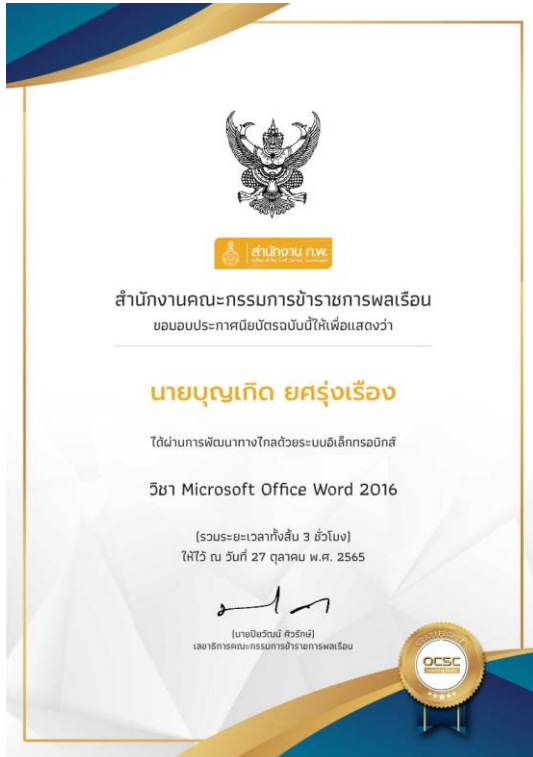 สำนักงาน ก.พ.
สำนักงานคณะกรรมการข้าราชการพลเรือน
ขอมอบประกาศนียบัตรฉบับนี้ให้เพื่อแสดงว่า
นายบุญเกิด ยศรุ่งเรือง
ได้ผ่านการพัฒนาทางไกลด้วยระบบอิเล็กทรอนิกส์
วิชา Microsoft Office Word 2016
(รวมระยะเวลาทั้งสิ้น 3 ชั่วโมง)
ให้ไว้ ณ วันที่ 27 ตุลาคม พ.ศ. 2565
(นายปิยวัฒน์ ศิวรักษ์)
เลขาธิการคณะกรรมการข้าราชการพลเรือน
CERTIFICATE
OCSC